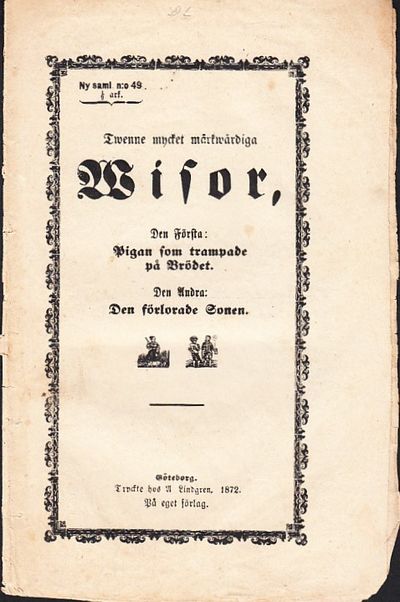 Ny saml n:o 49
½ ark.
Twenne mycket märkwärdiga
Wisor,
Den Första:
Pigan som trampade
på Brödet.
Den Andra:
Den förlorade Sonen.
Göteborg.
Tryckte hos A Lindgren, 1872.
På eget förlag.